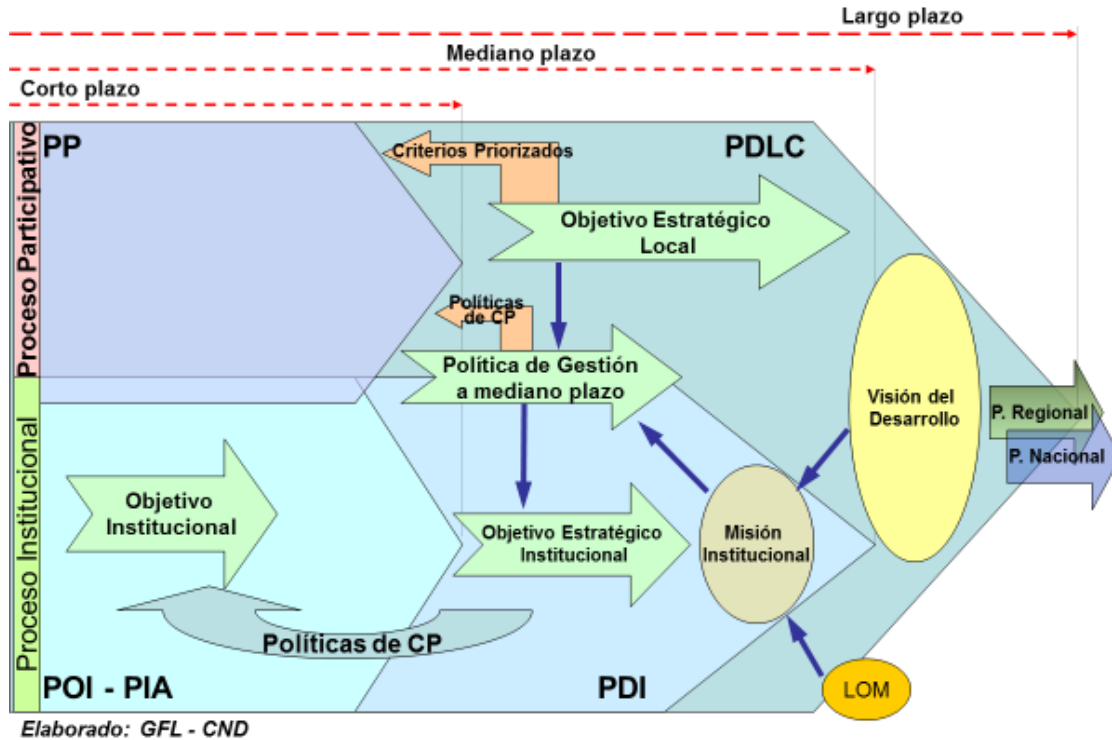 Largo plazo
Mediano plazo
Corto plazo
Proceso Participativo
PP
Criterios Priorizados
PDLC
Objetivo Estratégico
Local
Políticas
de CP
Política de Gestión
a mediano plazo
Visión del
Desarrollo
P. Regional
P. Nacional
Proceso Institucional
Objetivo
Institucional
Objetivo Estratégico
Institucional
Misión
Institucional
Políticas de CP
POI - PIA
PDI
LOM
Elaborado: GFL - CND